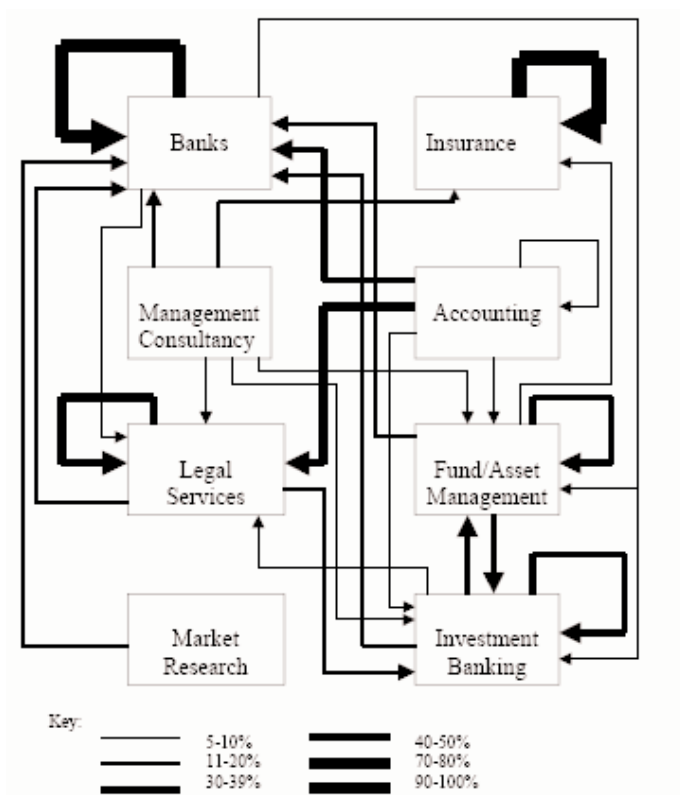 Banks
Insurance
Management
Consultancy
Accounting
Legal
Services
Fund/Asset
Management
Market
Research
Investment
Banking
Key:
5-10%
40-50%
11-20%
70-80%
30-39%
90-100%